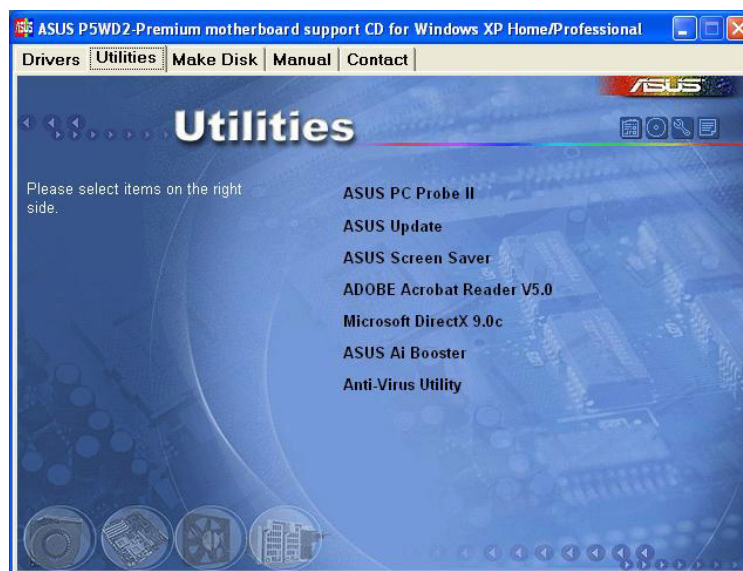 ASUS P5WD2-Premium motherboard support CD for Windows XP Home/Professional
Drivers Utilities Make Disk Manual Contact
ASUS
Utilities
Please select items on the right
side.
ASUS PC Probe II
ASUS Update
ASUS Screen Saver
ADOBE Acrobat Reader V5.0
Microsoft DirectX 9.0c
ASUS Ai Booster
Anti-Virus Utility